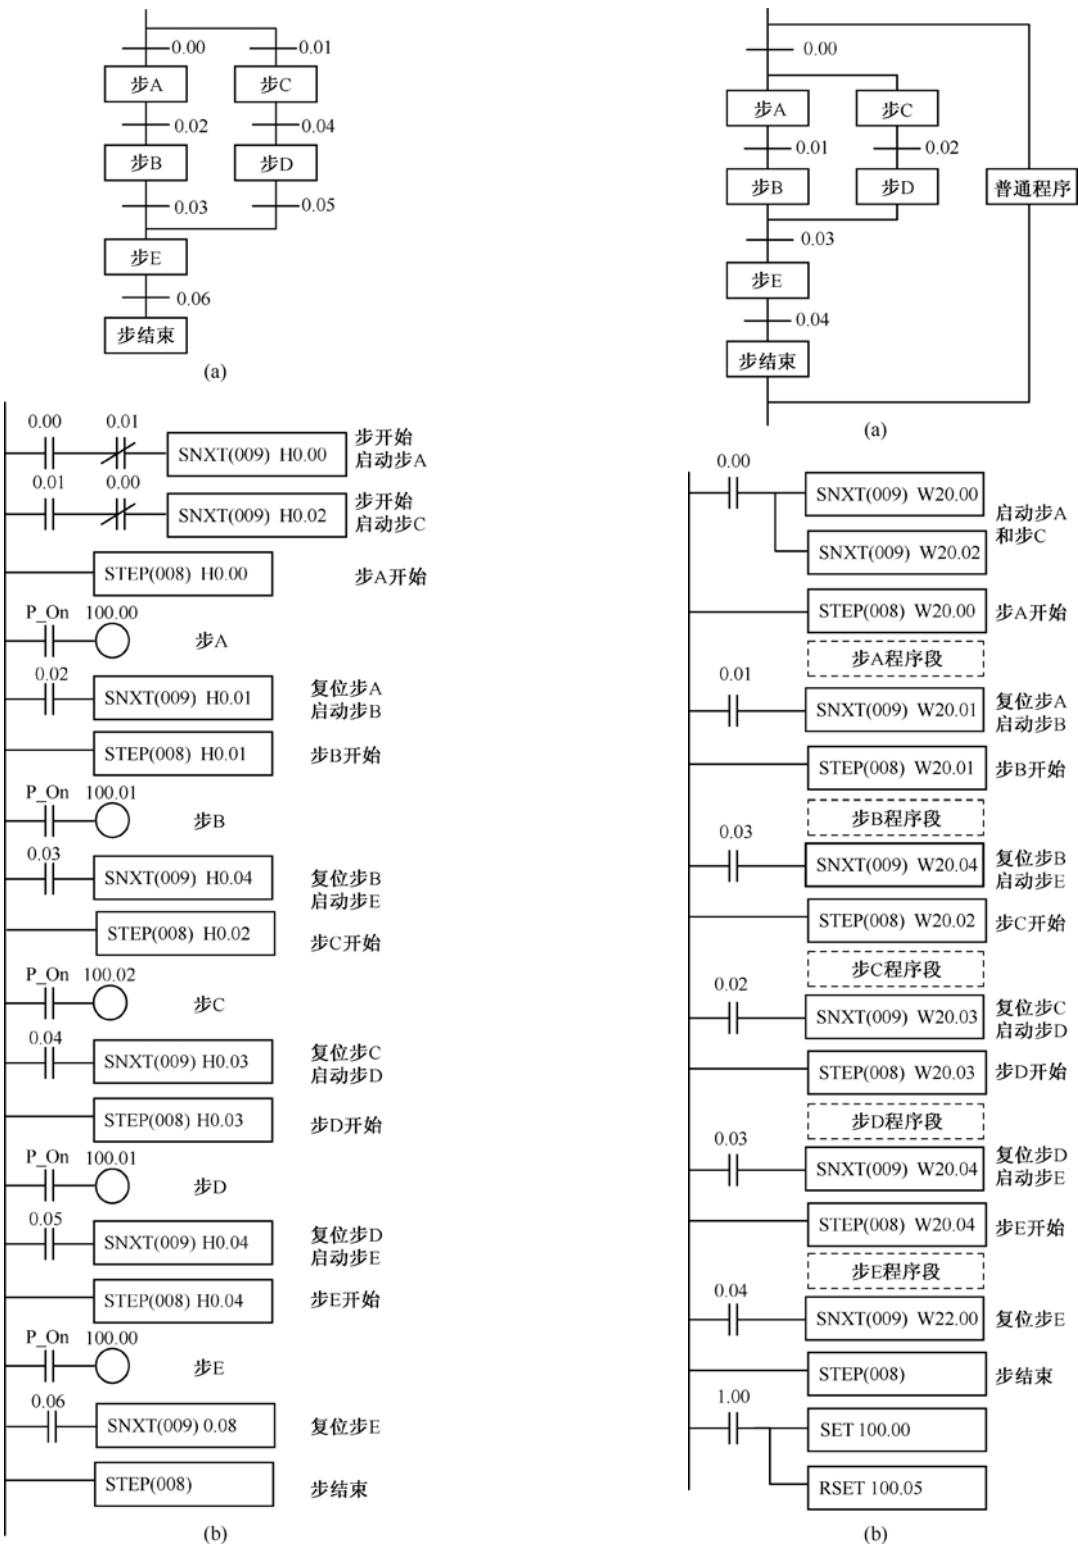 0.00
0.01
步A
步C
0.02
0.04
步B
步D
0.03
0.05
步E
0.06
步结束
(a)
0.00 0.01
SNXT(009) H0.00
步开始
启动步A
0.01 0.00
SNXT(009) H0.02
步开始
启动步C
STEP(008) H0.00
步A开始
P_On 100.00
步A
0.02
SNXT(009) H0.01
复位步A
启动步B
STEP(008) H0.01
步B开始
P_On 100.01
步B
0.03
SNXT(009) H0.04
复位步B
启动步E
STEP(008) H0.02
步C开始
P_On 100.02
步C
0.04
SNXT(009) H0.03
复位步C
启动步D
STEP(008) H0.03
步D开始
P_On 100.01
步D
0.05
SNXT(009) H0.04
复位步D
启动步E
STEP(008) H0.04
步E开始
P_On 100.00
步E
0.06
SNXT(009) 0.08
复位步E
STEP(008)
步结束
(b)
0.00
步A
步C
0.01
0.02
步B
步D
普通程序
0.03
步E
0.04
步结束
(a)
0.00
SNXT(009) W20.00
SNXT(009) W20.02
启动步A
和步C
STEP(008) W20.00
步A开始
步A程序段
0.01
SNXT(009) W20.01
复位步A
启动步B
STEP(008) W20.01
步B开始
步B程序段
0.03
SNXT(009) W20.04
复位步B
启动步E
STEP(008) W20.02
步C开始
步C程序段
0.02
SNXT(009) W20.03
复位步C
启动步D
STEP(008) W20.03
步D开始
步D程序段
0.03
SNXT(009) W20.04
复位步D
启动步E
STEP(008) W20.04
步E开始
步E程序段
0.04
SNXT(009) W22.00
复位步E
STEP(008)
步结束
1.00
SET 100.00
RSET 100.05
(b)